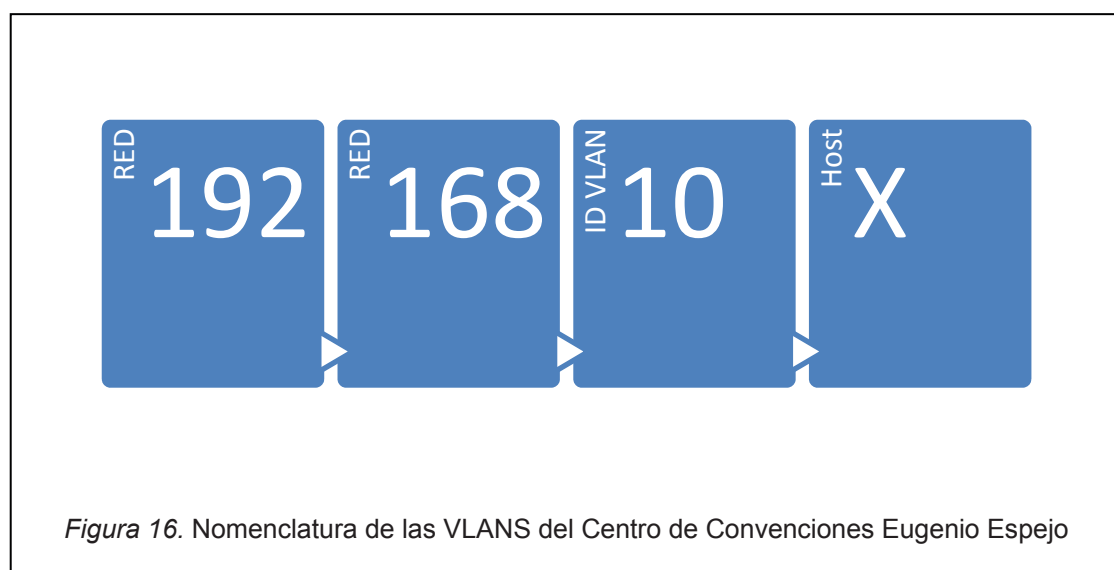 RED
192
RED
168
ID VLAN
10
Host
X
Figura 16. Nomenclatura de las VLANS del Centro de Convenciones Eugenio Espejo